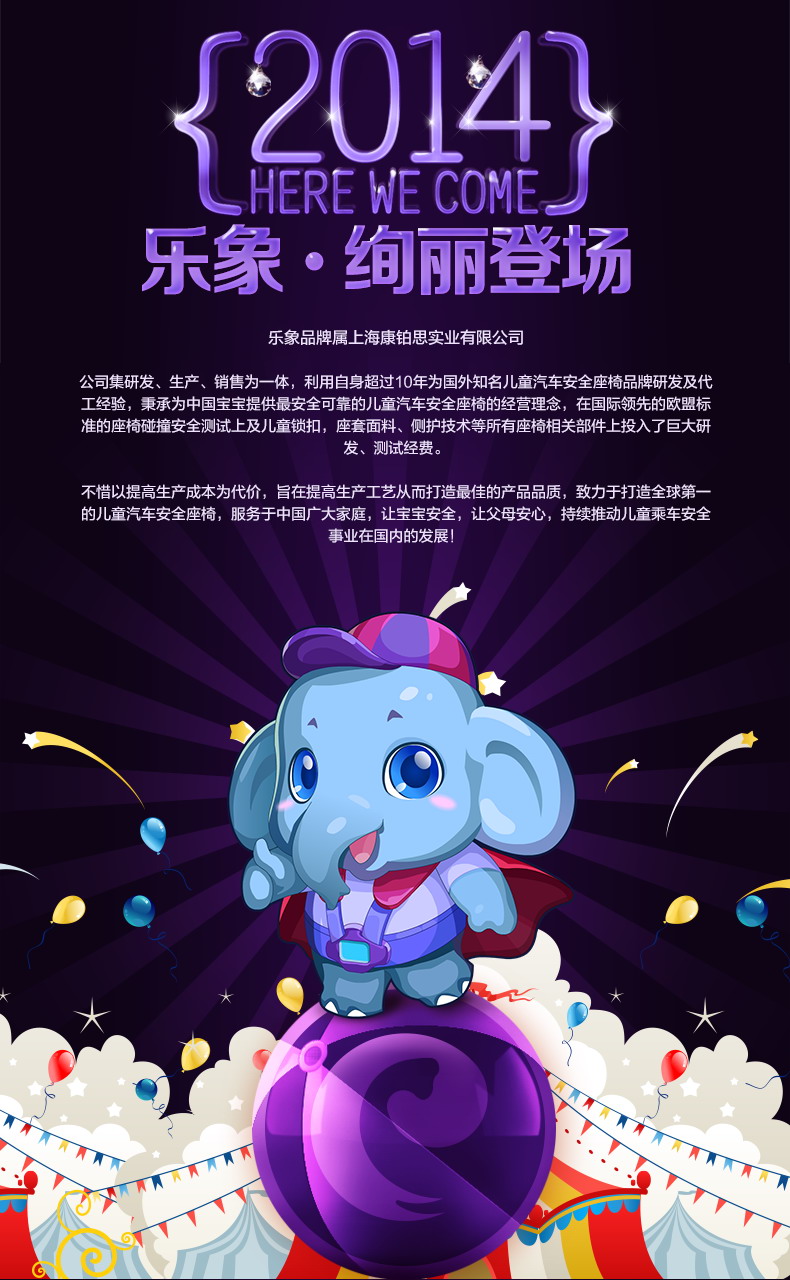 {2014}
HERE WE COME
乐象·绚丽登场
乐象品牌属上海康铂思实业有限公司
公司集研发、生产、销售为一体，利用自身超过10年为国外知名儿童汽车安全座椅品牌研发及代
工经验，秉承为中国宝宝提供最安全可靠的儿童汽车安全座椅的经营理念，在国际领先的欧盟标
准的座椅碰撞安全测试上及儿童锁扣，座套面料、侧护技术等所有座椅相关部件上投入了巨大研
发、测试经费。
不惜以提高生产成本为代价，旨在提高生产工艺从而打造最佳的产品品质，致力于打造全球第一
的儿童汽车安全座椅，服务于中国广大家庭，让宝宝安全，让父母安心，持续推动儿童乘车安全
事业在国内的发展！